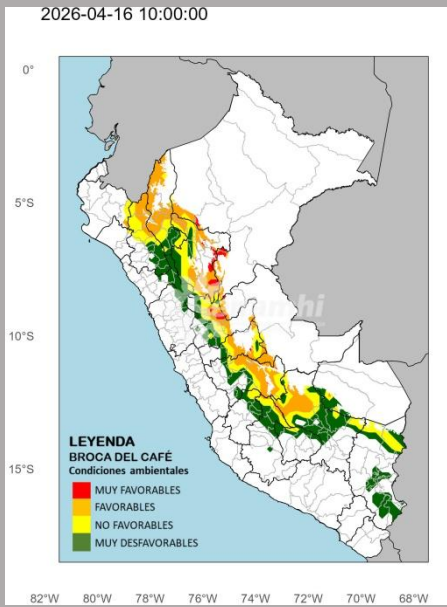 2026-04-16 10:00:00
0°
5°S
10°S
15°S
LEYENDA
BROCA DEL CAFÉ
Condiciones ambientales
MUY FAVORABLES
FAVORABLES
NO FAVORABLES
MUY DESFAVORABLES
82°W 80°W 78°W 76°W 74°W 72°W 70°W 68°W